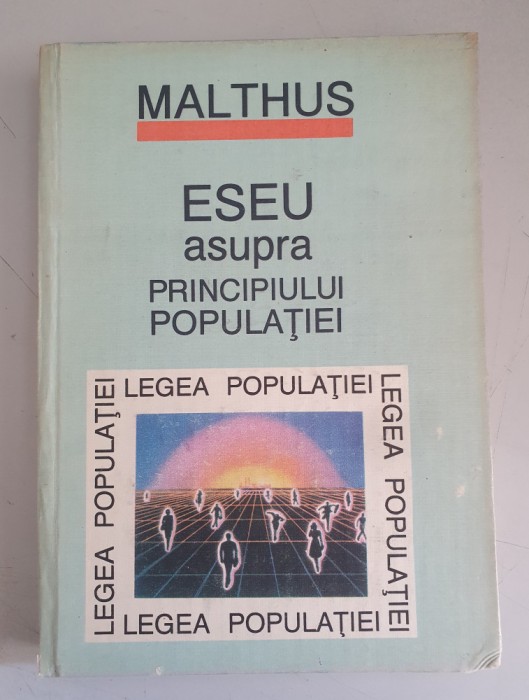 MALTHUS
ESEU
asupra
PRINCIPIULUI
POPULAŢIEI
LEGEA POPULAŢIEI
LEGEA POPULAŢIEI
LEGEA POPULAŢIEI
LEGEA POPULAŢIEI